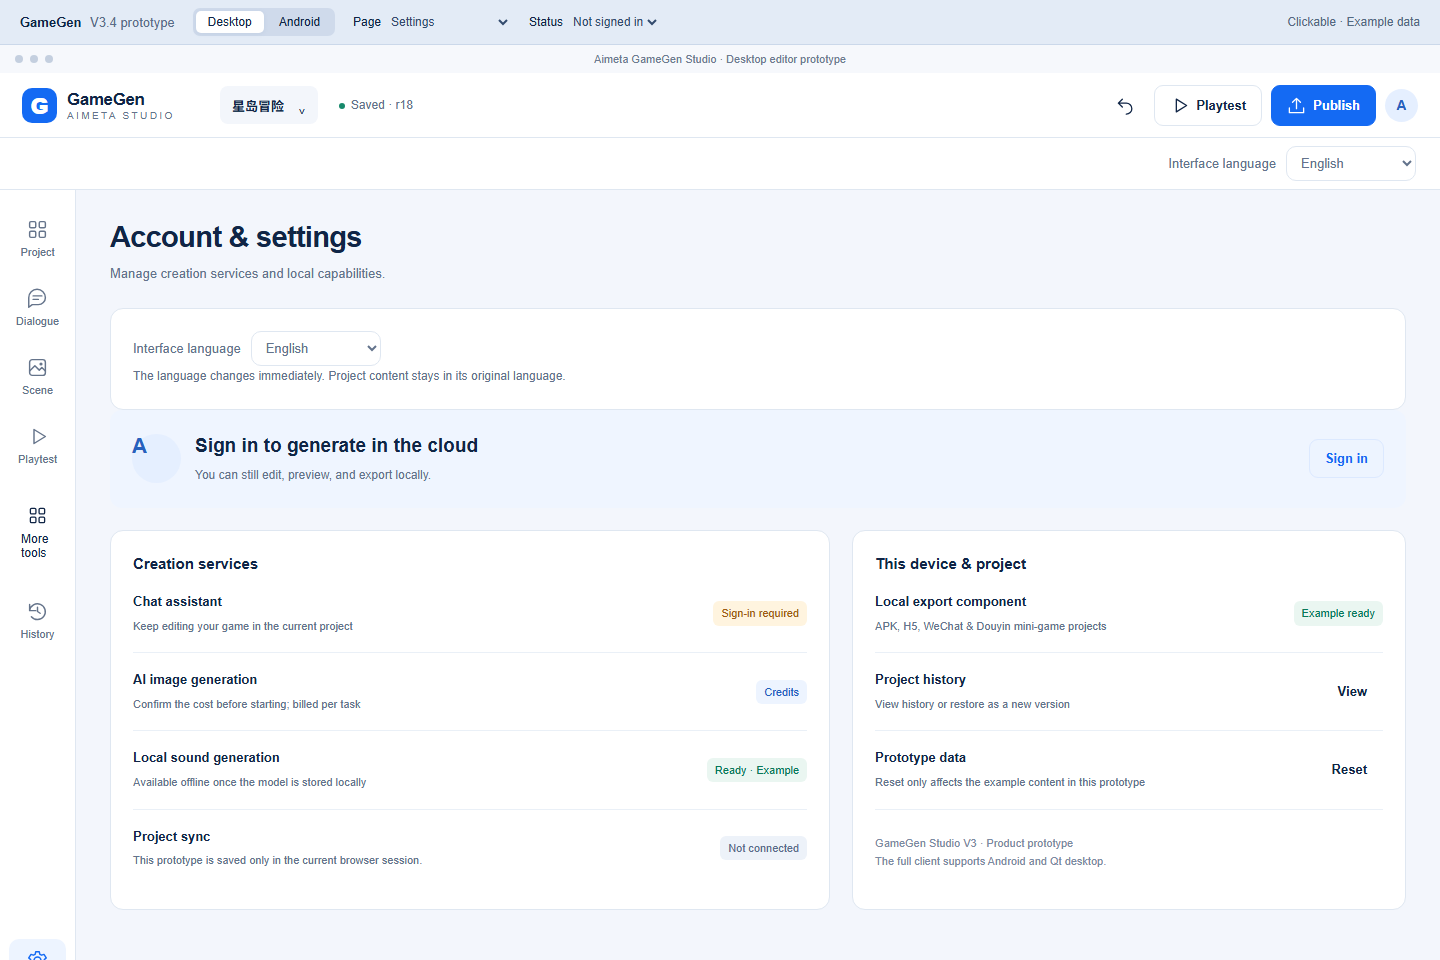 GameGen V3.4 prototype Desktop Android Page Settings Status Not signed in Clickable · Example data
Aimeta GameGen Studio · Desktop editor prototype
G GameGen
AIMETA STUDIO
星岛冒险
Saved · r18
Playtest
Publish
A
Interface language English
Project
Dialogue
Scene
Playtest
More
tools
History
Account & settings
Manage creation services and local capabilities.
Interface language English
The language changes immediately. Project content stays in its original language.
A
Sign in to generate in the cloud
You can still edit, preview, and export locally.
Sign in
Creation services
Chat assistant
Keep editing your game in the current project
Sign-in required
AI image generation
Confirm the cost before starting; billed per task
Credits
Local sound generation
Available offline once the model is stored locally
Ready · Example
Project sync
This prototype is saved only in the current browser session.
Not connected
This device & project
Local export component
APK, H5, WeChat & Douyin mini-game projects
Example ready
Project history
View history or restore as a new version
View
Prototype data
Reset only affects the example content in this prototype
Reset
GameGen Studio V3 · Product prototype
The full client supports Android and Qt desktop.